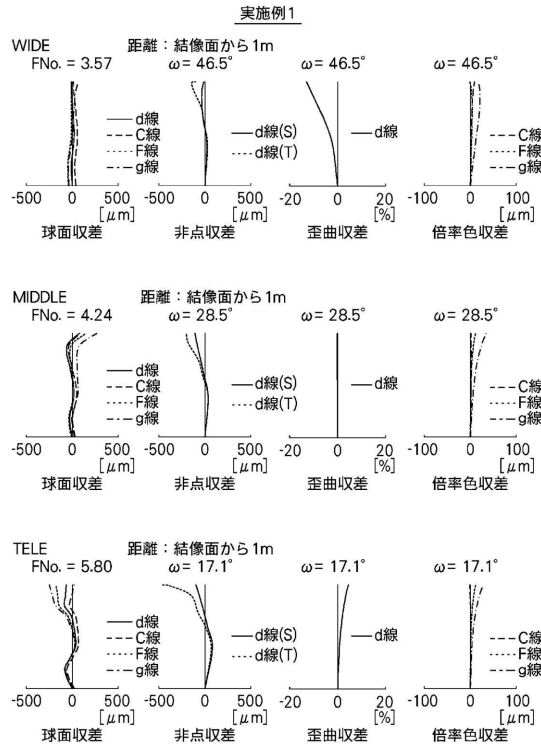 実施例1
WIDE 距離：結像面から1m
FNo. = 3.57 ω= 46.5° ω= 46.5° ω= 46.5°
d線
C線
F線
g線
d線(S)
d線(T)
d線
C線
F線
g線
-500 0 500 -500 0 500 -20 0 20 -100 0 100
[μm] [μm] [%] [μm]
球面収差 非点収差 歪曲収差 倍率色収差
MIDDLE 距離：結像面から1m
FNo. = 4.24 ω= 28.5° ω= 28.5° ω= 28.5°
d線
C線
F線
g線
d線(S)
d線(T)
d線
C線
F線
g線
-500 0 500 -500 0 500 -20 0 20 -100 0 100
[μm] [μm] [%] [μm]
球面収差 非点収差 歪曲収差 倍率色収差
TELE 距離：結像面から1m
FNo. = 5.80 ω= 17.1° ω= 17.1° ω= 17.1°
d線
C線
F線
g線
d線(S)
d線(T)
d線
C線
F線
g線
-500 0 500 -500 0 500 -20 0 20 -100 0 100
[μm] [μm] [%] [μm]
球面収差 非点収差 歪曲収差 倍率色収差